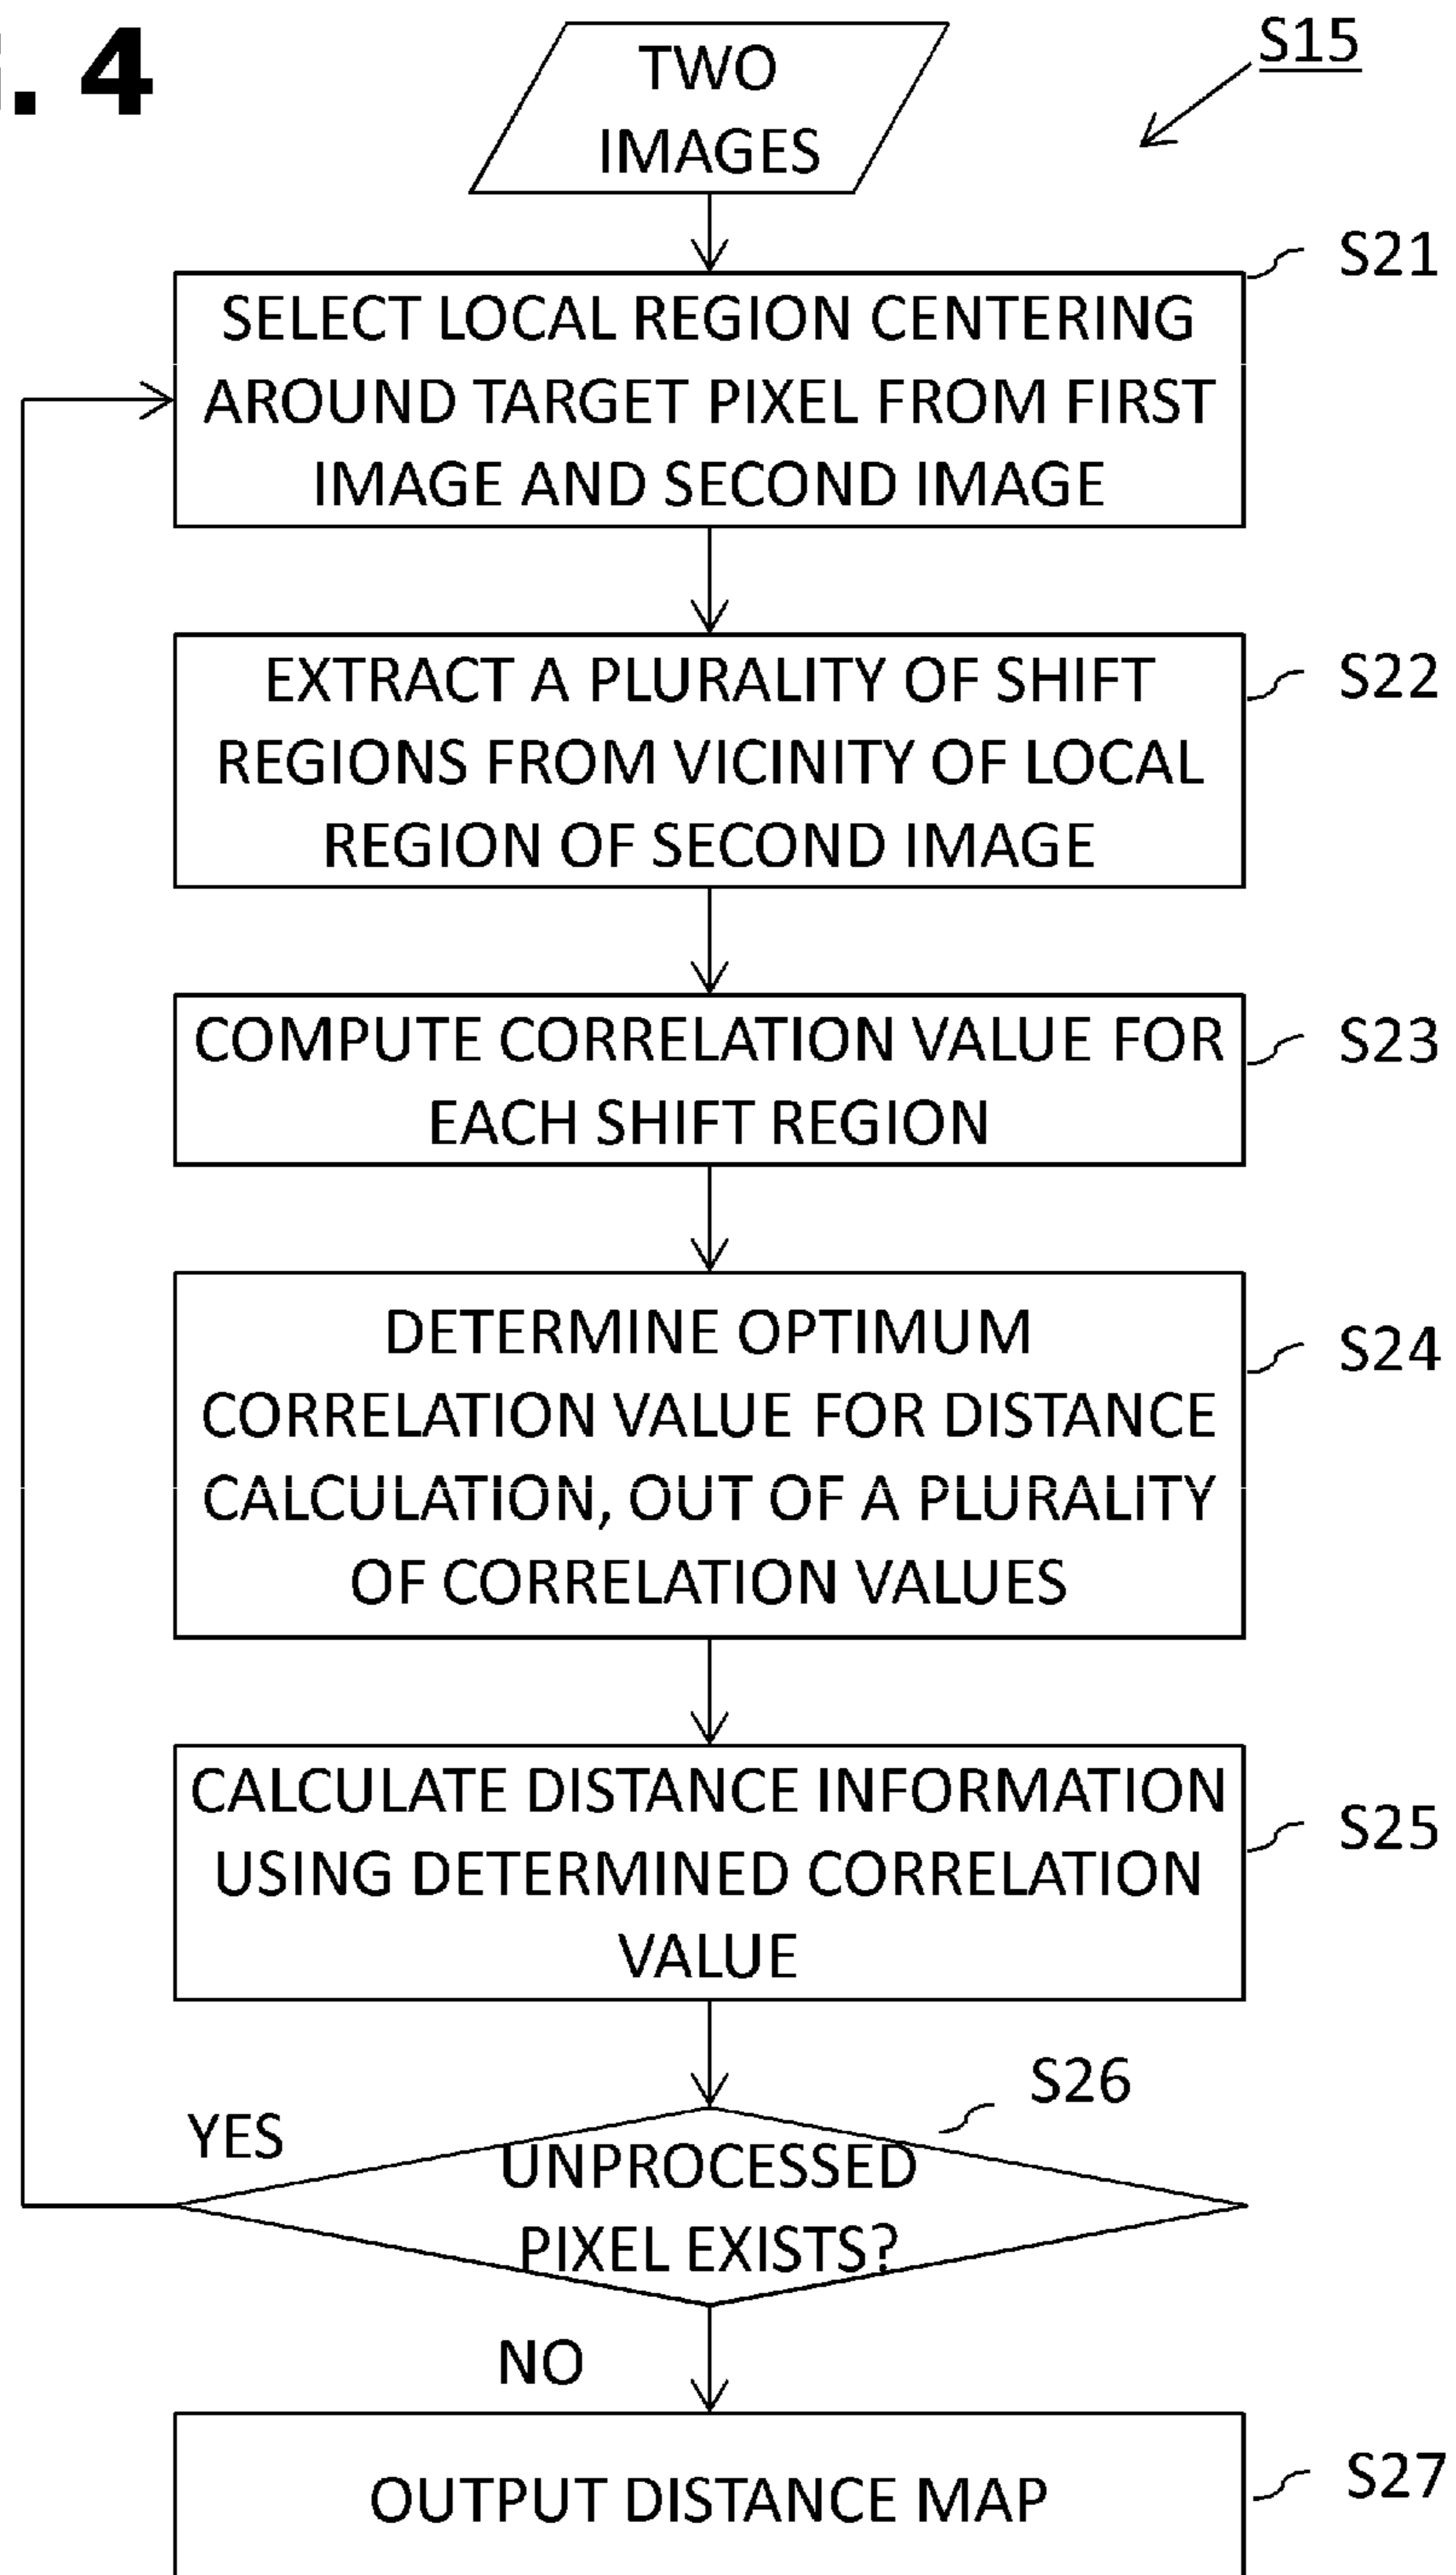 . 4
TWO
IMAGES
S15
S21
SELECT LOCAL REGION CENTERING
AROUND TARGET PIXEL FROM FIRST
IMAGE AND SECOND IMAGE
S22
EXTRACT A PLURALITY OF SHIFT
REGIONS FROM VICINITY OF LOCAL
REGION OF SECOND IMAGE
S23
COMPUTE CORRELATION VALUE FOR
EACH SHIFT REGION
S24
DETERMINE OPTIMUM
CORRELATION VALUE FOR DISTANCE
CALCULATION, OUT OF A PLURALITY
OF CORRELATION VALUES
S25
CALCULATE DISTANCE INFORMATION
USING DETERMINED CORRELATION
VALUE
S26
YES
UNPROCESSED
PIXEL EXISTS?
NO
S27
OUTPUT DISTANCE MAP